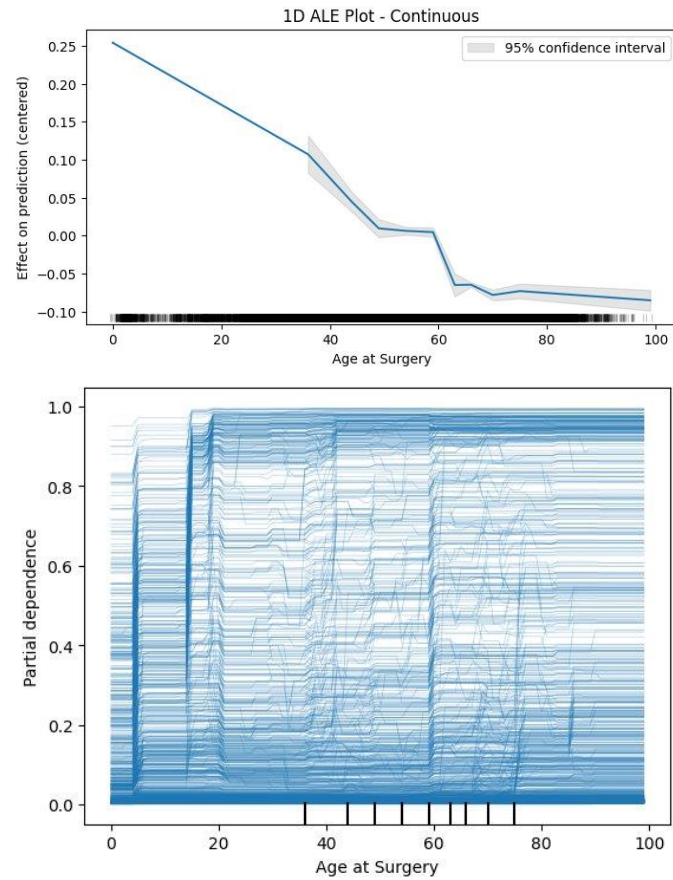 1D ALE Plot - Continuous
95% confidence interval
Effect on prediction (centered)
0.25
0.20
0.15
0.10
0.05
0.00
−0.05
−0.10
0 20 40 60 80 100
Age at Surgery
Partial dependence
1.0
0.8
0.6
0.4
0.2
0.0
0 20 40 60 80 100
Age at Surgery